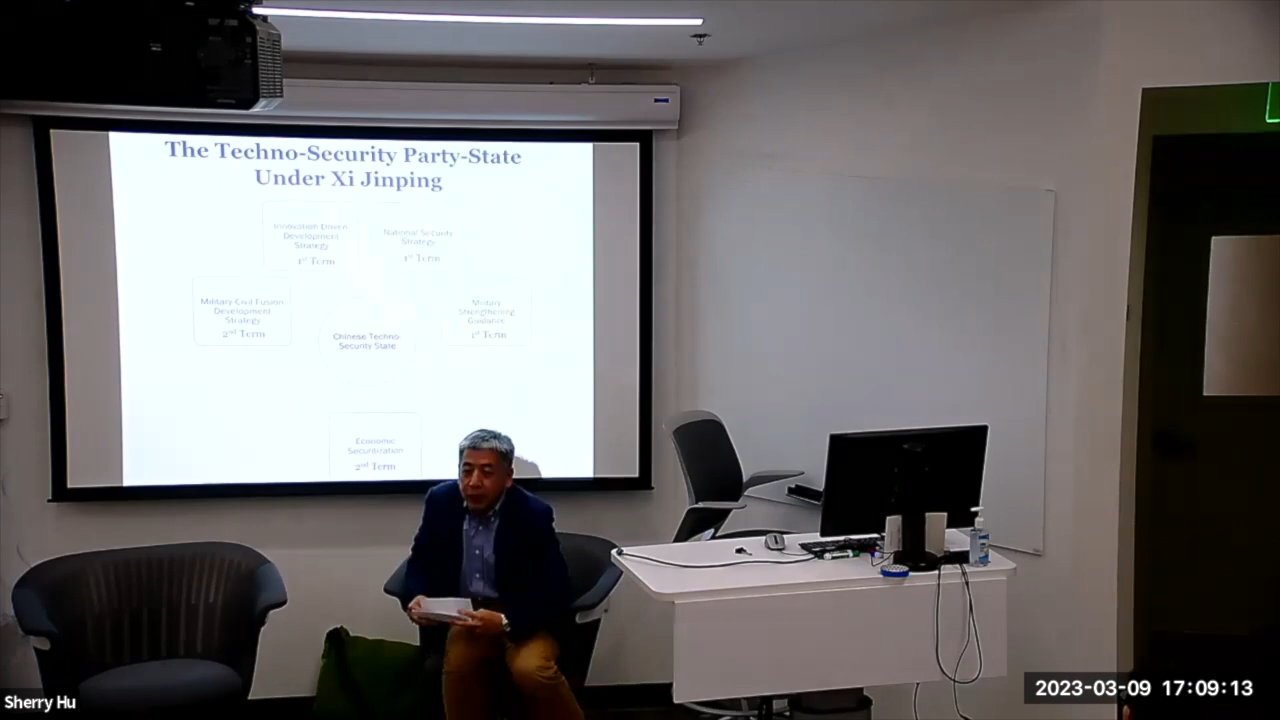 The Techno-Security Party-State
Under Xi Jinping
Innovation Driven
Development
Strategy
1st Term
National Security
Strategy
1st Term
Military-Civil Fusion
Development
Strategy
2nd Term
Military
Strengthening
Guidance
1st Term
Chinese Techno-
Security State
Economic
Securitization
2nd Term
Sherry Hu
2023-03-09 17:09:13